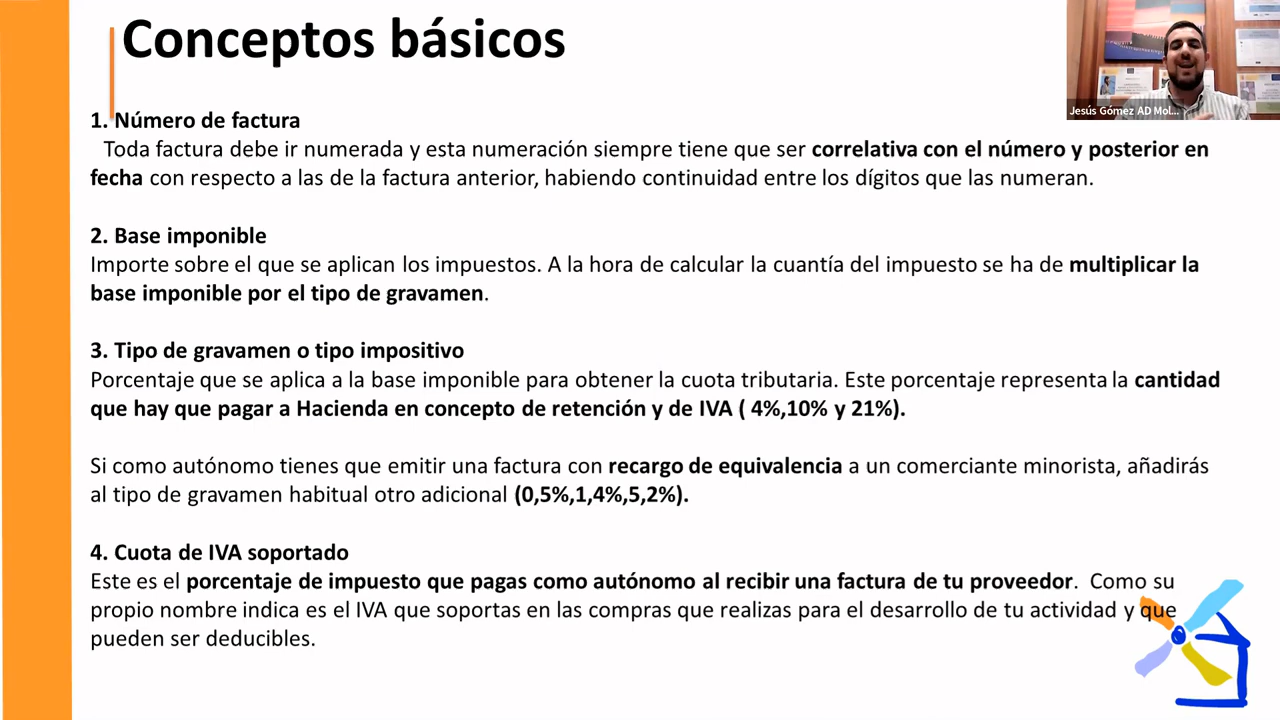 Conceptos básicos
Jesús Gómez AD Mol...
1. Número de factura
Toda factura debe ir numerada y esta numeración siempre tiene que ser correlativa con el número y posterior en
fecha con respecto a las de la factura anterior, habiendo continuidad entre los dígitos que las numeran.
2. Base imponible
Importe sobre el que se aplican los impuestos. A la hora de calcular la cuantía del impuesto se ha de multiplicar la
base imponible por el tipo de gravamen.
3. Tipo de gravamen o tipo impositivo
Porcentaje que se aplica a la base imponible para obtener la cuota tributaria. Este porcentaje representa la cantidad
que hay que pagar a Hacienda en concepto de retención y de IVA ( 4%,10% y 21%).
Si como autónomo tienes que emitir una factura con recargo de equivalencia a un comerciante minorista, añadirás
al tipo de gravamen habitual otro adicional (0,5%,1,4%,5,2%).
4. Cuota de IVA soportado
Este es el porcentaje de impuesto que pagas como autónomo al recibir una factura de tu proveedor. Como su
propio nombre indica es el IVA que soportas en las compras que realizas para el desarrollo de tu actividad y que
pueden ser deducibles.